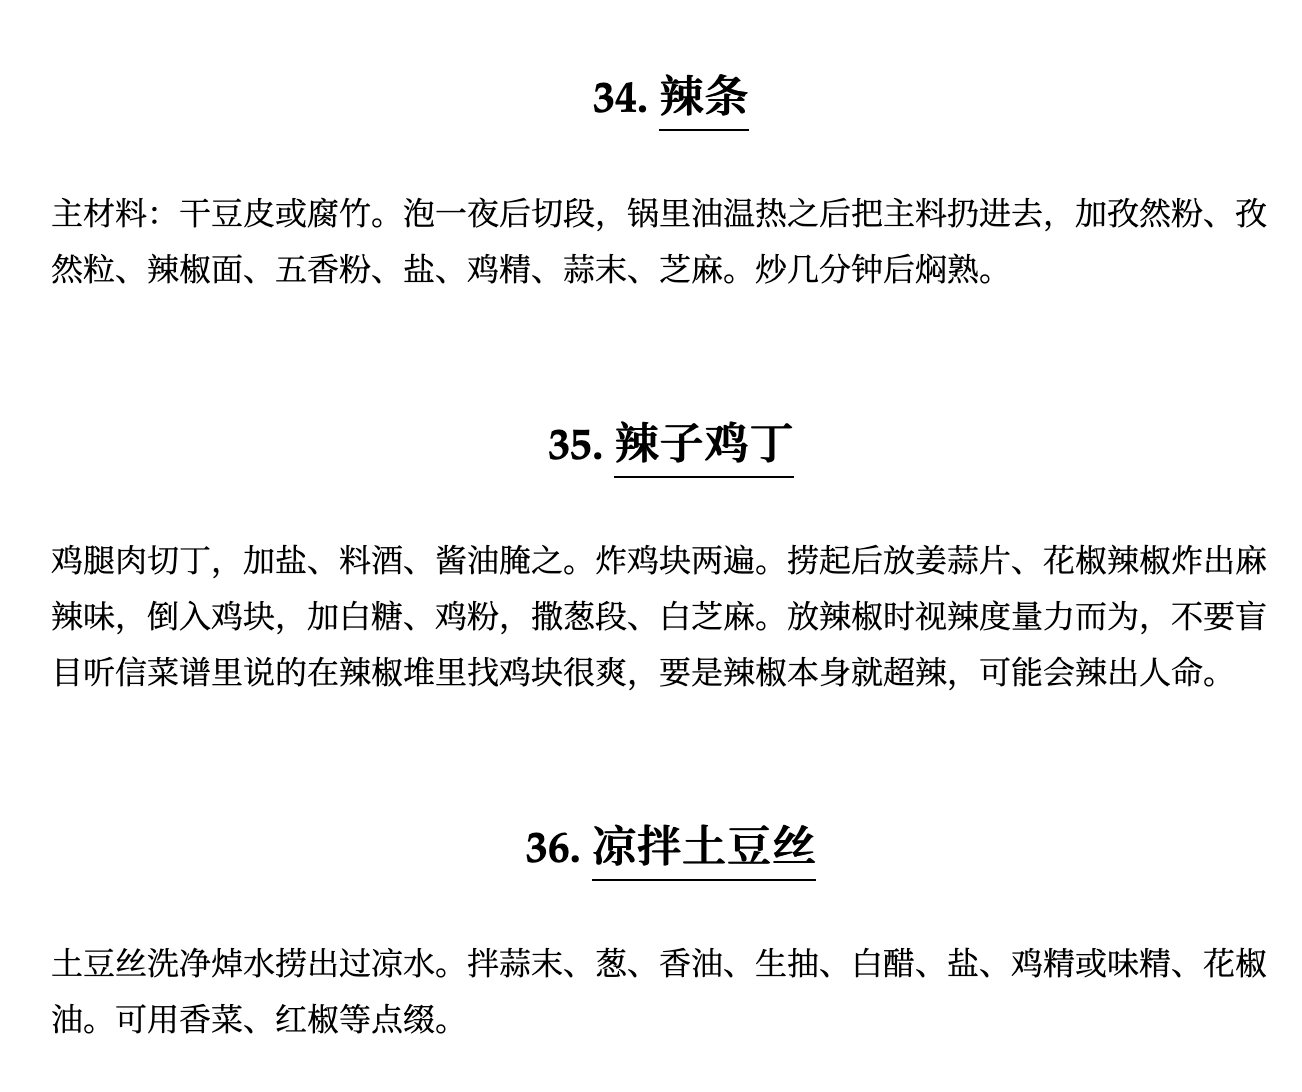 34. 辣条
主材料：干豆皮或腐竹。泡一夜后切段，锅里油温热之后把主料扔进去，加孜然粉、孜
然粒、辣椒面、五香粉、盐、鸡精、蒜末、芝麻。炒几分钟后焖熟。
35. 辣子鸡丁
鸡腿肉切丁，加盐、料酒、酱油腌之。炸鸡块两遍。捞起后放姜蒜片、花椒辣椒炸出麻
辣味，倒入鸡块，加白糖、鸡粉，撒葱段、白芝麻。放辣椒时视辣度量力而为，不要盲
目听信菜谱里说的在辣椒堆里找鸡块很爽，要是辣椒本身就超辣，可能会辣出人命。
36. 凉拌土豆丝
土豆丝洗净焯水捞出过凉水。拌蒜末、葱、香油、生抽、白醋、盐、鸡精或味精、花椒
油。可用香菜、红椒等点缀。